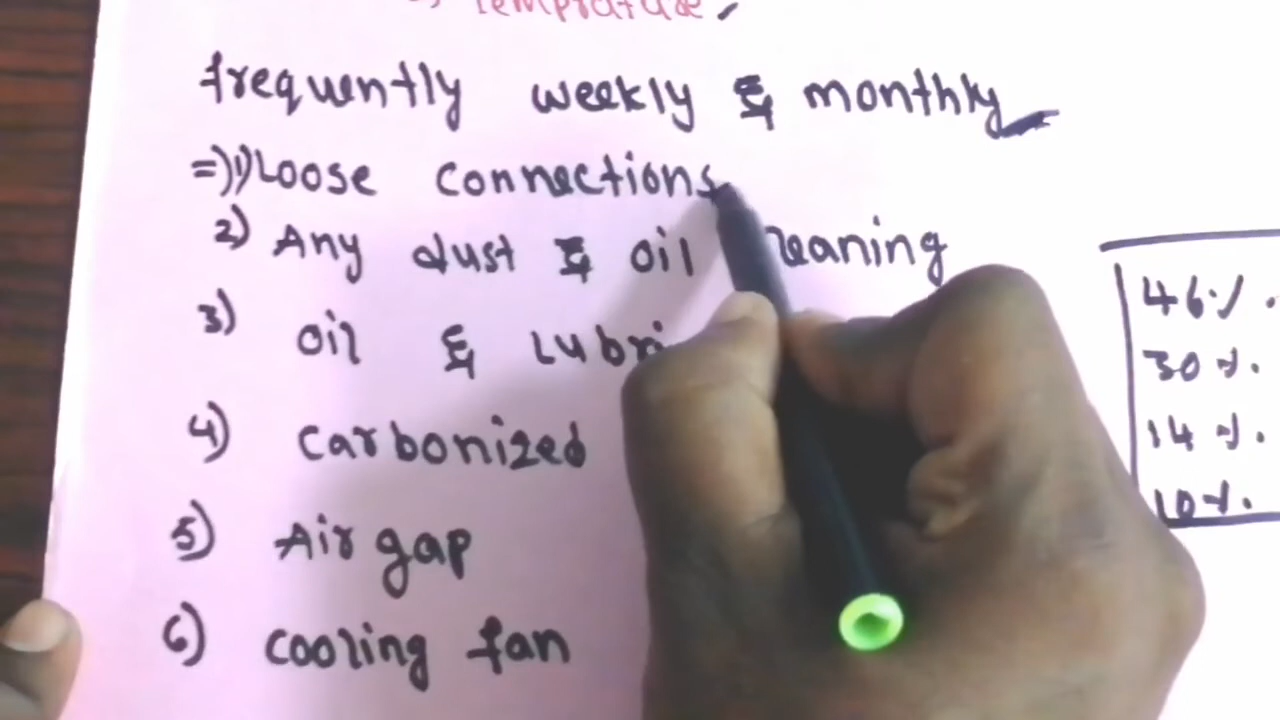 Temprature
frequently weekly & monthly
=> 1) Loose connections
2) Any dust & oil
3) oil & Lubri
4) carbonized
5) Air gap
6) cooling fan
46%.
30%.
14%.
10%.